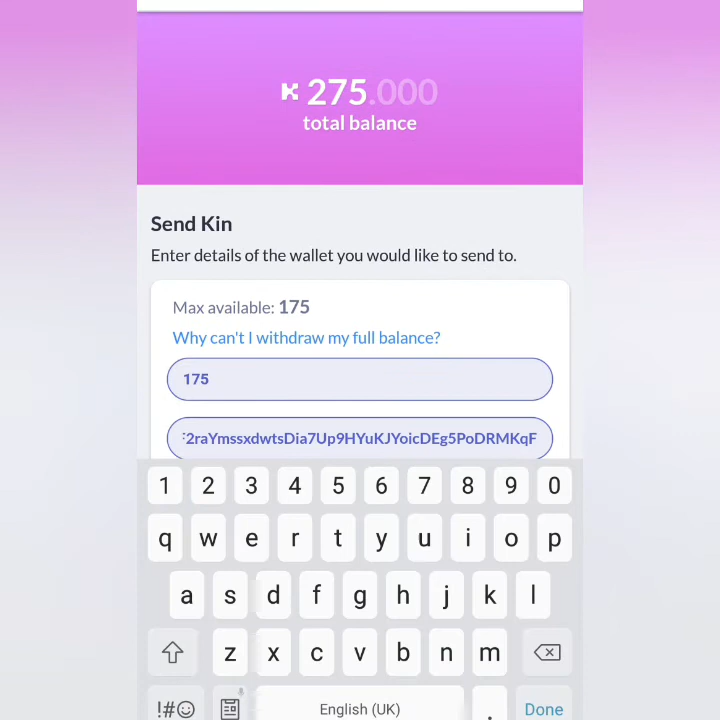 275.000
total balance
Send Kin
Enter details of the wallet you would like to send to.
Max available: 175
Why can't I withdraw my full balance?
175
2raYmssxdwtsDia7Up9HYuKJYoicDEg5PoDRMKqF
1 2 3 4 5 6 7 8 9 0
q w e r t y u i o p
a s d f g h j k l
z x c v b n m
!#☺ English (UK) . Done